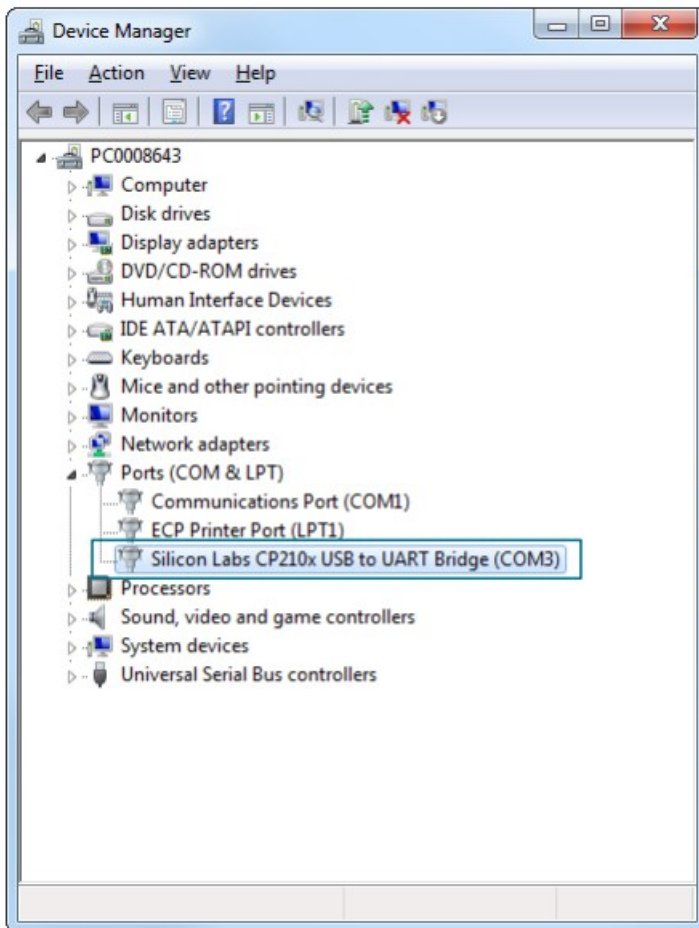 Device Manager
File Action View Help
PC0008643
Computer
Disk drives
Display adapters
DVD/CD-ROM drives
Human Interface Devices
IDE ATA/ATAPI controllers
Keyboards
Mice and other pointing devices
Monitors
Network adapters
Ports (COM & LPT)
Communications Port (COM1)
ECP Printer Port (LPT1)
Silicon Labs CP210x USB to UART Bridge (COM3)
Processors
Sound, video and game controllers
System devices
Universal Serial Bus controllers